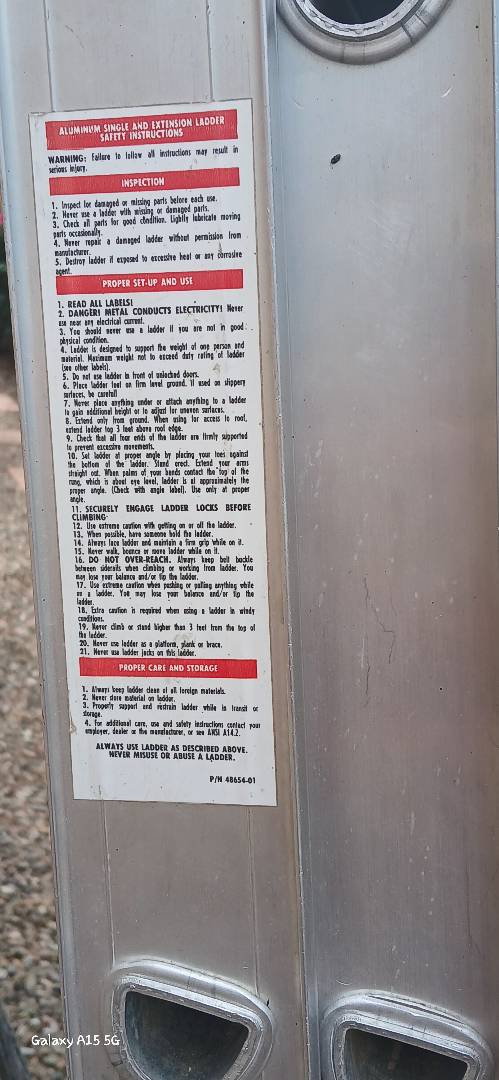 ALUMINUM SINGLE AND EXTENSION LADDER
SAFETY INSTRUCTIONS
WARNING: Failure to follow all instructions may result in
serious injury.
INSPECTION
1. Inspect for damaged or missing parts before each use.
2. Never use a ladder with missing or damaged parts.
3. Check all parts for good condition. Lightly lubricate moving
parts occasionally.
4. Never repair a damaged ladder without permission from
manufacturer.
5. Destroy ladder if exposed to excessive heat or any corrosive
agent.
PROPER SET-UP AND USE
1. READ ALL LABELS!
2. DANGER! METAL CONDUCTS ELECTRICITY! Never
use near any electrical current.
3. You should never use a ladder if you are not in good
physical condition.
4. Ladder is designed to support the weight of one person and
material. Maximum weight not to exceed duty rating of ladder
(see other labels).
5. Do not use ladder in front of unlocked doors.
6. Place ladder feet on firm level ground. If used on slippery
surfaces, be careful!
7. Never place anything under or attach anything to a ladder
to gain additional height or to adjust for uneven surfaces.
8. Extend only from ground. When using for access to roof,
extend ladder top 3 feet above roof edge.
9. Check that all four ends of the ladder are firmly supported
to prevent excessive movements.
10. Set ladder at proper angle by placing your toes against
the bottom of the ladder. Stand erect. Extend your arms
straight out. When palms of your hands contact the top of the
rung, which is about eye level, ladder is at approximately the
proper angle. (Check with angle label). Use only at proper
angle.
11. SECURELY ENGAGE LADDER LOCKS BEFORE
CLIMBING.
12. Use extreme caution with getting on or off the ladder.
13. When possible, have someone hold the ladder.
14. Always face ladder and maintain a firm grip while on it.
15. Never walk, bounce or move ladder while on it.
16. DO NOT OVER-REACH. Always keep belt buckle
between siderails when climbing or working from ladder. You
may lose your balance and/or tip the ladder.
17. Use extreme caution when pushing or pulling anything while
on a ladder. You may lose your balance and/or tip the
ladder.
18. Extra caution is required when using a ladder in windy
conditions.
19. Never climb or stand higher than 3 feet from the top of
the ladder.
20. Never use ladder as a platform, plank or brace.
21. Never use ladder jacks on this ladder.
PROPER CARE AND STORAGE
1. Always keep ladder clean of all foreign materials.
2. Never store material on ladder.
3. Properly support and restrain ladder while in transit or
storage.
4. For additional care, use and safety instructions contact your
employer, dealer or the manufacturer, or see ANSI A14.2.
ALWAYS USE LADDER AS DESCRIBED ABOVE.
NEVER MISUSE OR ABUSE A LADDER.
P/N 48654-01
Galaxy A15 5G